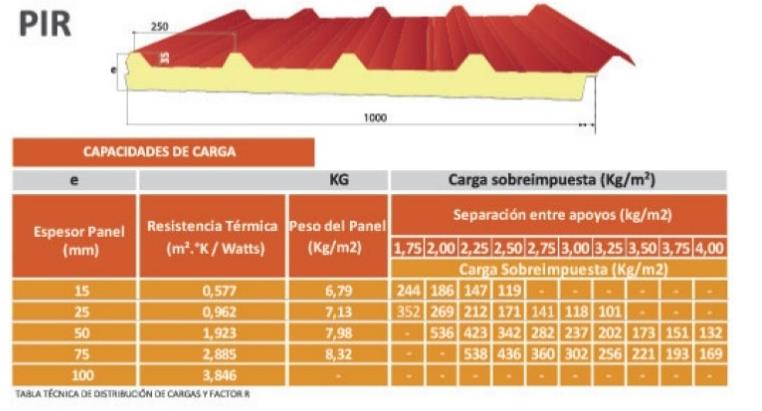 PIR
250
35
e
1000
CAPACIDADES DE CARGA
e KG Carga sobreimpuesta (Kg/m²)
Espesor Panel (mm) Resistencia Térmica (m².°K / Watts) Peso del Panel (Kg/m2) Separación entre apoyos (kg/m2)
1,75 2,00 2,25 2,50 2,75 3,00 3,25 3,50 3,75 4,00
Carga Sobreimpuesta (Kg/m2)
15 0,577 6,79 244 186 147 119 - - - - - -
25 0,962 7,13 352 269 212 171 141 118 101 - - -
50 1,923 7,98 - 536 423 342 282 237 202 173 151 132
75 2,885 8,32 - - 538 436 360 302 256 221 193 169
100 3,846 - - - - - - - - - - -
TABLA TÉCNICA DE DISTRIBUCIÓN DE CARGAS Y FACTOR R